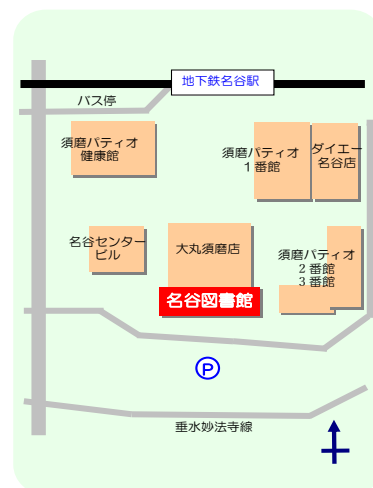 地下鉄名谷駅
バス停
須磨パティオ
健康館
須磨パティオ
1番館
ダイエー
名谷店
名谷センター
ビル
大丸須磨店
須磨パティオ
2番館
3番館
名谷図書館
P
垂水妙法寺線